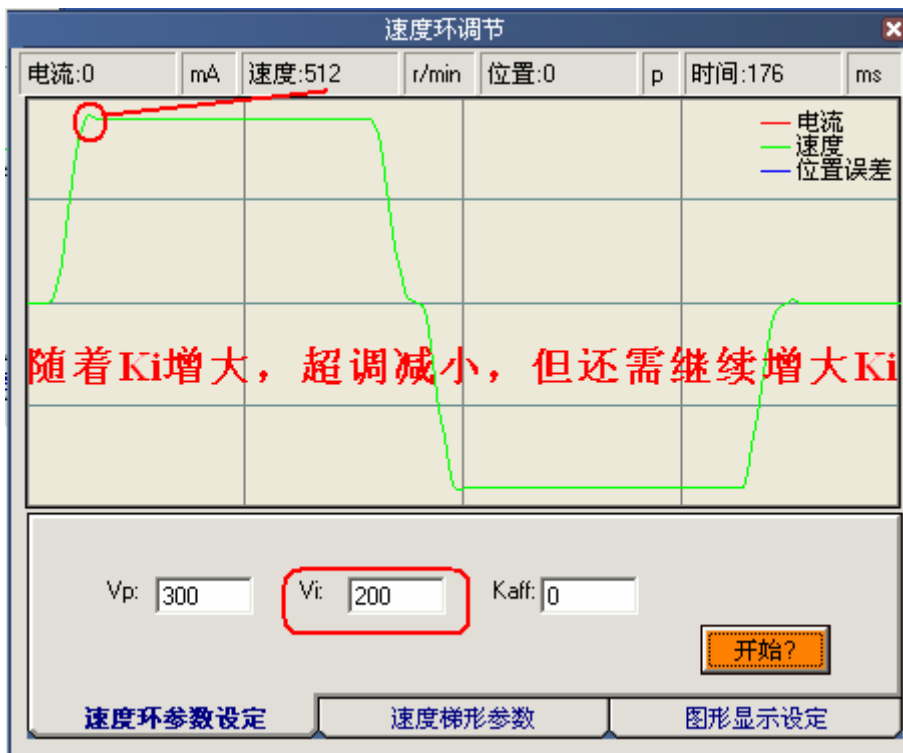 速度环调节
电流:0 mA 速度:512 r/min 位置:0 p 时间:176 ms
电流
速度
位置误差
随着Ki增大，超调减小，但还需继续增大Ki
Vp: 300 Vi: 200 Kaff: 0
开始?
速度环参数设定 速度梯形参数 图形显示设定